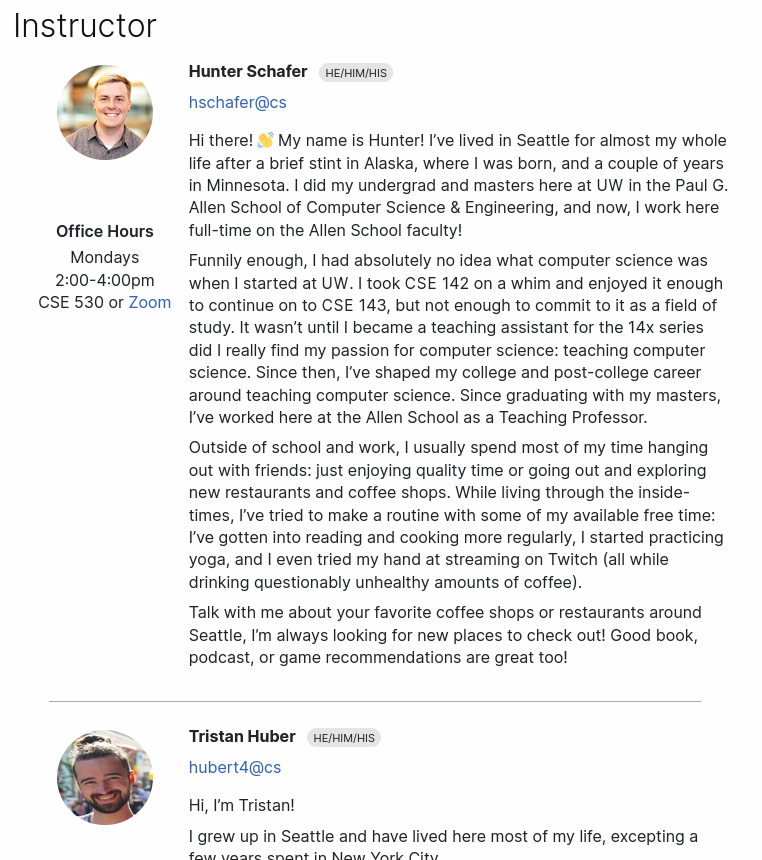 Instructor
Hunter Schafer HE/HIM/HIS
hschafer@cs
Hi there! 👋 My name is Hunter! I’ve lived in Seattle for almost my whole
life after a brief stint in Alaska, where I was born, and a couple of years
in Minnesota. I did my undergrad and masters here at UW in the Paul G.
Allen School of Computer Science & Engineering, and now, I work here
full-time on the Allen School faculty!
Office Hours
Mondays
2:00-4:00pm
CSE 530 or Zoom
Funnily enough, I had absolutely no idea what computer science was
when I started at UW. I took CSE 142 on a whim and enjoyed it enough
to continue on to CSE 143, but not enough to commit to it as a field of
study. It wasn’t until I became a teaching assistant for the 14x series
did I really find my passion for computer science: teaching computer
science. Since then, I’ve shaped my college and post-college career
around teaching computer science. Since graduating with my masters,
I’ve worked here at the Allen School as a Teaching Professor.
Outside of school and work, I usually spend most of my time hanging
out with friends: just enjoying quality time or going out and exploring
new restaurants and coffee shops. While living through the inside-
times, I’ve tried to make a routine with some of my available free time:
I’ve gotten into reading and cooking more regularly, I started practicing
yoga, and I even tried my hand at streaming on Twitch (all while
drinking questionably unhealthy amounts of coffee).
Talk with me about your favorite coffee shops or restaurants around
Seattle, I’m always looking for new places to check out! Good book,
podcast, or game recommendations are great too!
Tristan Huber HE/HIM/HIS
hubert4@cs
Hi, I’m Tristan!
I grew up in Seattle and have lived here most of my life, excepting a
few years spent in New York City